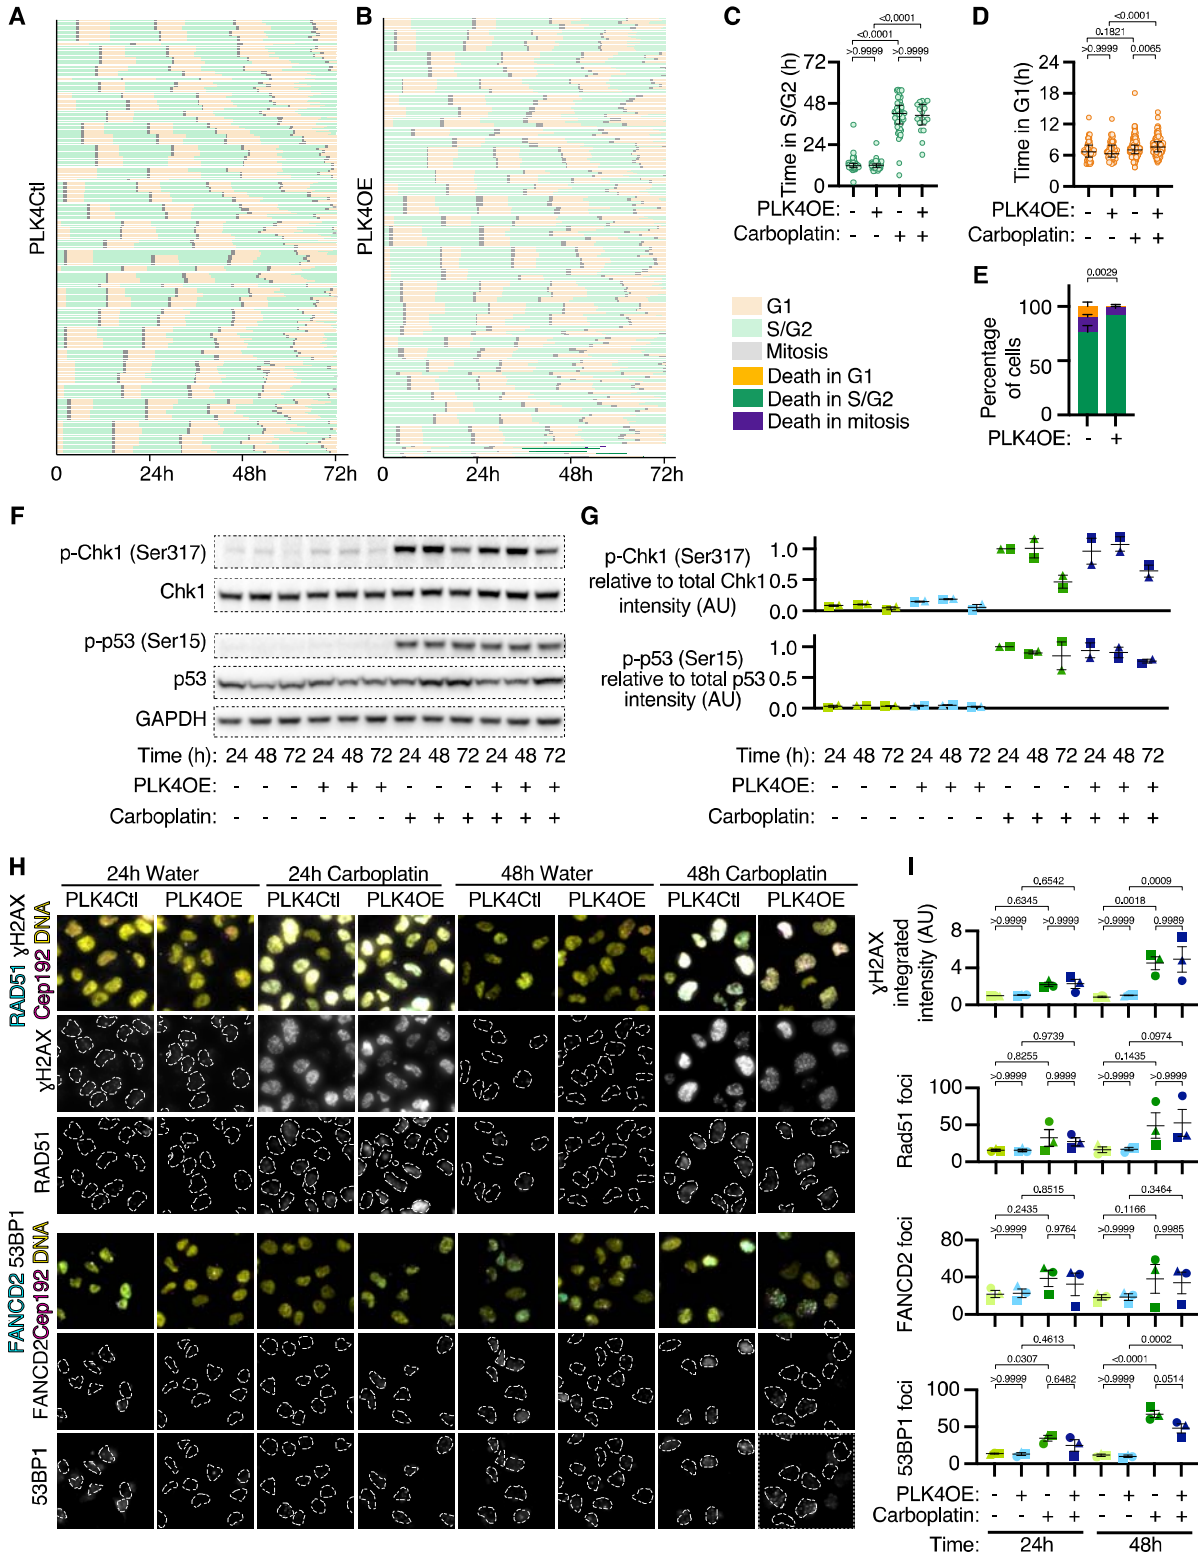 A
PLK4Ctl
0 24h 48h 72h
B
PLK4OE
0 24h 48h 72h
C
Time in S/G2 (h)
72
48
24
0
<0.0001
<0.0001
>0.9999 >0.9999
PLK4OE: - + - +
Carboplatin: - - + +
D
Time in G1(h)
24
18
12
6
0
<0.0001
0.1821
>0.9999 0.0065
PLK4OE: - + - +
Carboplatin: - - + +
G1
S/G2
Mitosis
Death in G1
Death in S/G2
Death in mitosis
E
Percentage
of cells
100
50
0
0.0029
PLK4OE: - +
F
p-Chk1 (Ser317)
Chk1
p-p53 (Ser15)
p53
GAPDH
Time (h): 24 48 72 24 48 72 24 48 72 24 48 72
PLK4OE: - - - + + + - - - + + +
Carboplatin: - - - - - - + + + + + +
G
p-Chk1 (Ser317)
relative to total Chk1
intensity (AU)
1.0
0.5
0.0
p-p53 (Ser15)
relative to total p53
intensity (AU)
1.0
0.5
0.0
Time (h): 24 48 72 24 48 72 24 48 72 24 48 72
PLK4OE: - - - + + + - - - + + +
Carboplatin: - - - - - - + + + + + +
H
24h Water 24h Carboplatin 48h Water 48h Carboplatin
PLK4Ctl PLK4OE PLK4Ctl PLK4OE PLK4Ctl PLK4OE PLK4Ctl PLK4OE
RAD51 γH2AX
Cep192 DNA
γH2AX
RAD51
FANCD2 53BP1
Cep192 DNA
FANCD2
53BP1
I
γH2AX
integrated
intensity (AU)
8
4
0
0.6542 0.0009
0.6345 0.0018
>0.9999 >0.9999 >0.9999 0.9989
Rad51 foci
100
50
0
0.9739 0.0974
0.8255 0.1435
>0.9999 0.9999 >0.9999 >0.9999
FANCD2 foci
80
40
0
0.8515 0.3464
0.2435 0.1166
>0.9999 0.9764 >0.9999 0.9985
53BP1 foci
100
50
0
0.4613 0.0002
0.0307 <0.0001
>0.9999 0.6482 >0.9999 0.0514
PLK4OE: - + - + - + - +
Carboplatin: - - + + - - + +
Time: 24h 48h